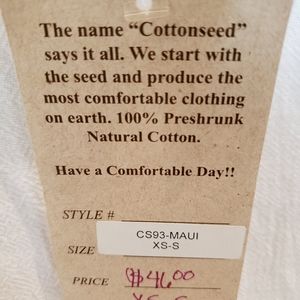 The name “Cottonseed”
says it all. We start with
the seed and produce the
most comfortable clothing
on earth. 100% Preshrunk
Natural Cotton.
Have a Comfortable Day!!
STYLE #
CS93-MAUI
SIZE XS-S
PRICE $46.00
XS-S